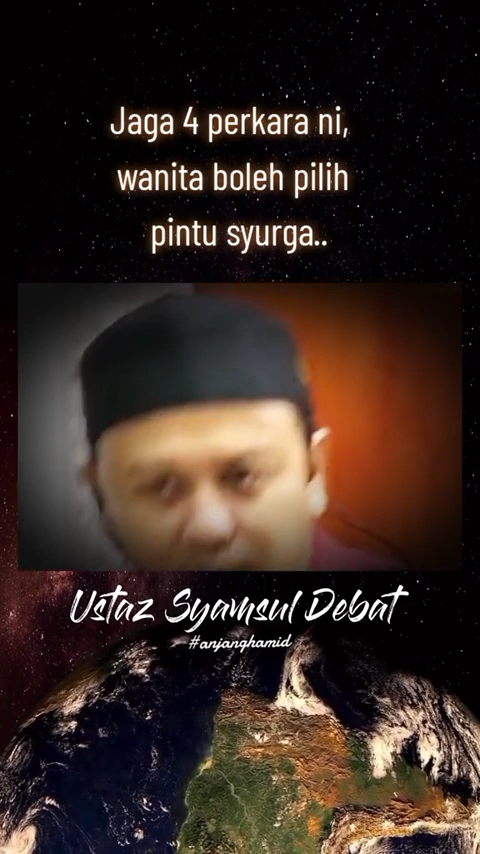 Jaga 4 perkara ni,
wanita boleh pilih
pintu syurga..
Ustaz Syamsul Debat
#anjanghamid